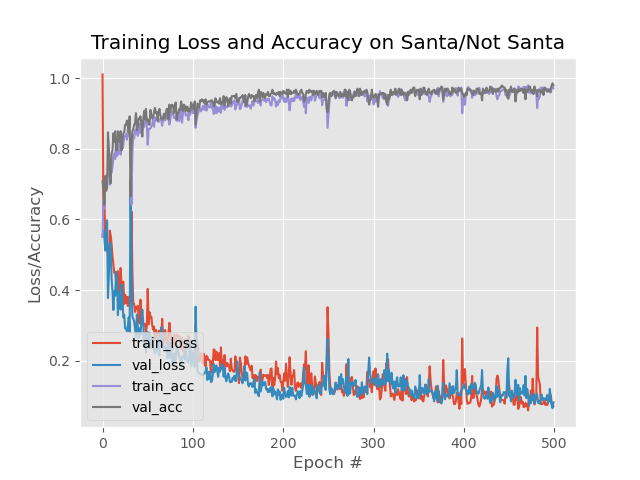 Training Loss and Accuracy on Santa/Not Santa
1.0
0.8
0.6
0.4
0.2
Loss/Accuracy
train_loss
val_loss
train_acc
val_acc
0 100 200 300 400 500
Epoch #